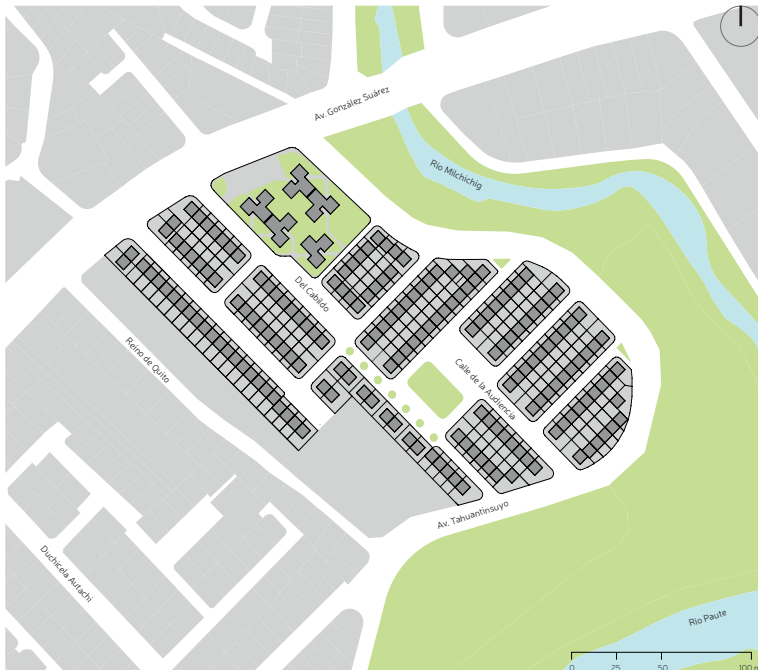 Av. González Suárez
Río Milchichig
Del Cabildo
Reino de Quito
Calle de la Audiencia
Av. Tahuantinsuyo
Duchicela Autachi
Río Paute
0 25 50 100 m